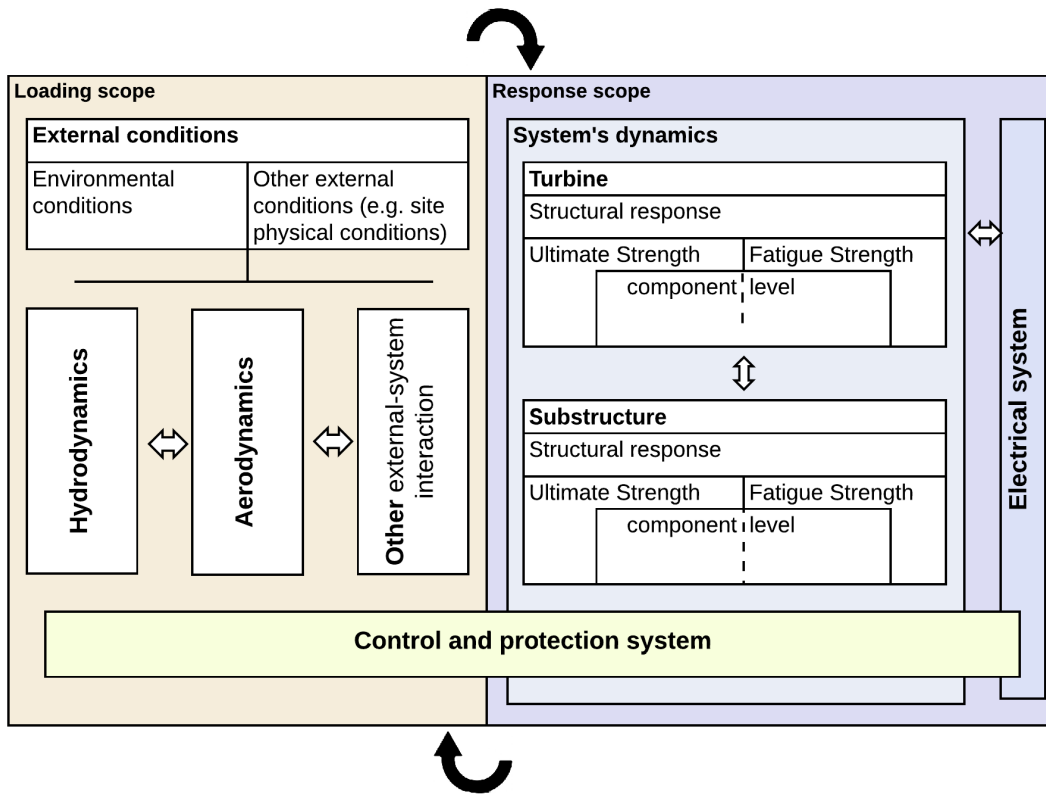 Loading scope
External conditions
Environmental
conditions
Other external
conditions (e.g. site
physical conditions)
Hydrodynamics
Aerodynamics
Other external-system
interaction
Response scope
System's dynamics
Turbine
Structural response
Ultimate Strength
Fatigue Strength
component level
Substructure
Structural response
Ultimate Strength
Fatigue Strength
component level
Electrical system
Control and protection system